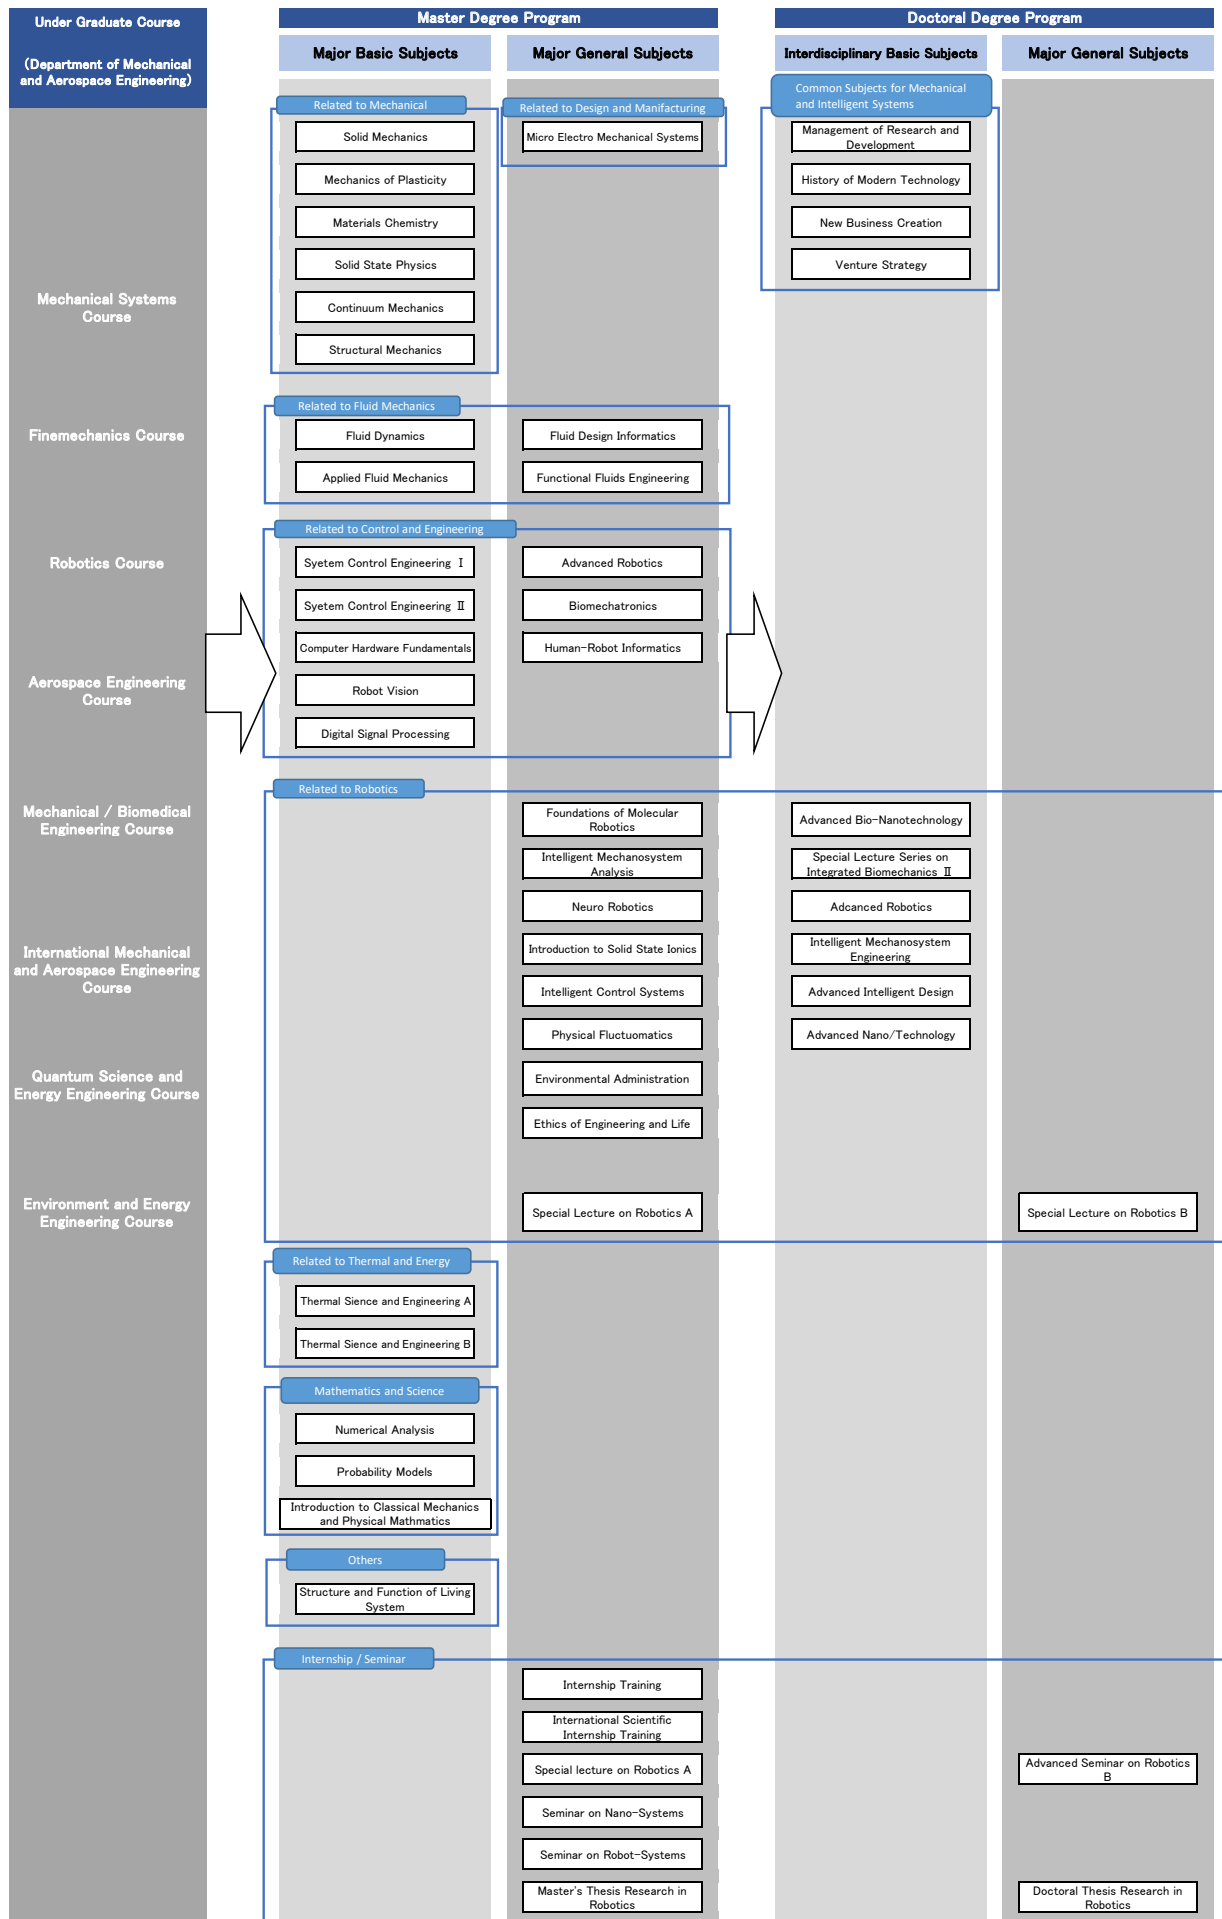 Under Graduate Course
(Department of Mechanical
and Aerospace Engineering)
Mechanical Systems
Course
Finemechanics Course
Robotics Course
Aerospace Engineering
Course
Mechanical / Biomedical
Engineering Course
International Mechanical
and Aerospace Engineering
Course
Quantum Science and
Energy Engineering Course
Environment and Energy
Engineering Course
Master Degree Program
Major Basic Subjects
Major General Subjects
Related to Mechanical
Solid Mechanics
Mechanics of Plasticity
Materials Chemistry
Solid State Physics
Continuum Mechanics
Structural Mechanics
Related to Design and Manifacturing
Micro Electro Mechanical Systems
Related to Fluid Mechanics
Fluid Dynamics
Fluid Design Informatics
Applied Fluid Mechanics
Functional Fluids Engineering
Related to Control and Engineering
Syetem Control Engineering Ⅰ
Advanced Robotics
Syetem Control Engineering Ⅱ
Biomechatronics
Computer Hardware Fundamentals
Human-Robot Informatics
Robot Vision
Digital Signal Processing
Doctoral Degree Program
Interdisciplinary Basic Subjects
Major General Subjects
Common Subjects for Mechanical
and Intelligent Systems
Management of Research and
Development
History of Modern Technology
New Business Creation
Venture Strategy
Related to Robotics
Foundations of Molecular
Robotics
Advanced Bio-Nanotechnology
Intelligent Mechanosystem
Analysis
Special Lecture Series on
Integrated Biomechanics Ⅱ
Neuro Robotics
Adcanced Robotics
Introduction to Solid State Ionics
Intelligent Mechanosystem
Engineering
Intelligent Control Systems
Advanced Intelligent Design
Physical Fluctuomatics
Advanced Nano/Technology
Environmental Administration
Ethics of Engineering and Life
Special Lecture on Robotics A
Special Lecture on Robotics B
Related to Thermal and Energy
Thermal Sience and Engineering A
Thermal Sience and Engineering B
Mathematics and Science
Numerical Analysis
Probability Models
Introduction to Classical Mechanics
and Physical Mathmatics
Others
Structure and Function of Living
System
Internship / Seminar
Internship Training
International Scientific
Internship Training
Special lecture on Robotics A
Advanced Seminar on Robotics
B
Seminar on Nano-Systems
Seminar on Robot-Systems
Master's Thesis Research in
Robotics
Doctoral Thesis Research in
Robotics